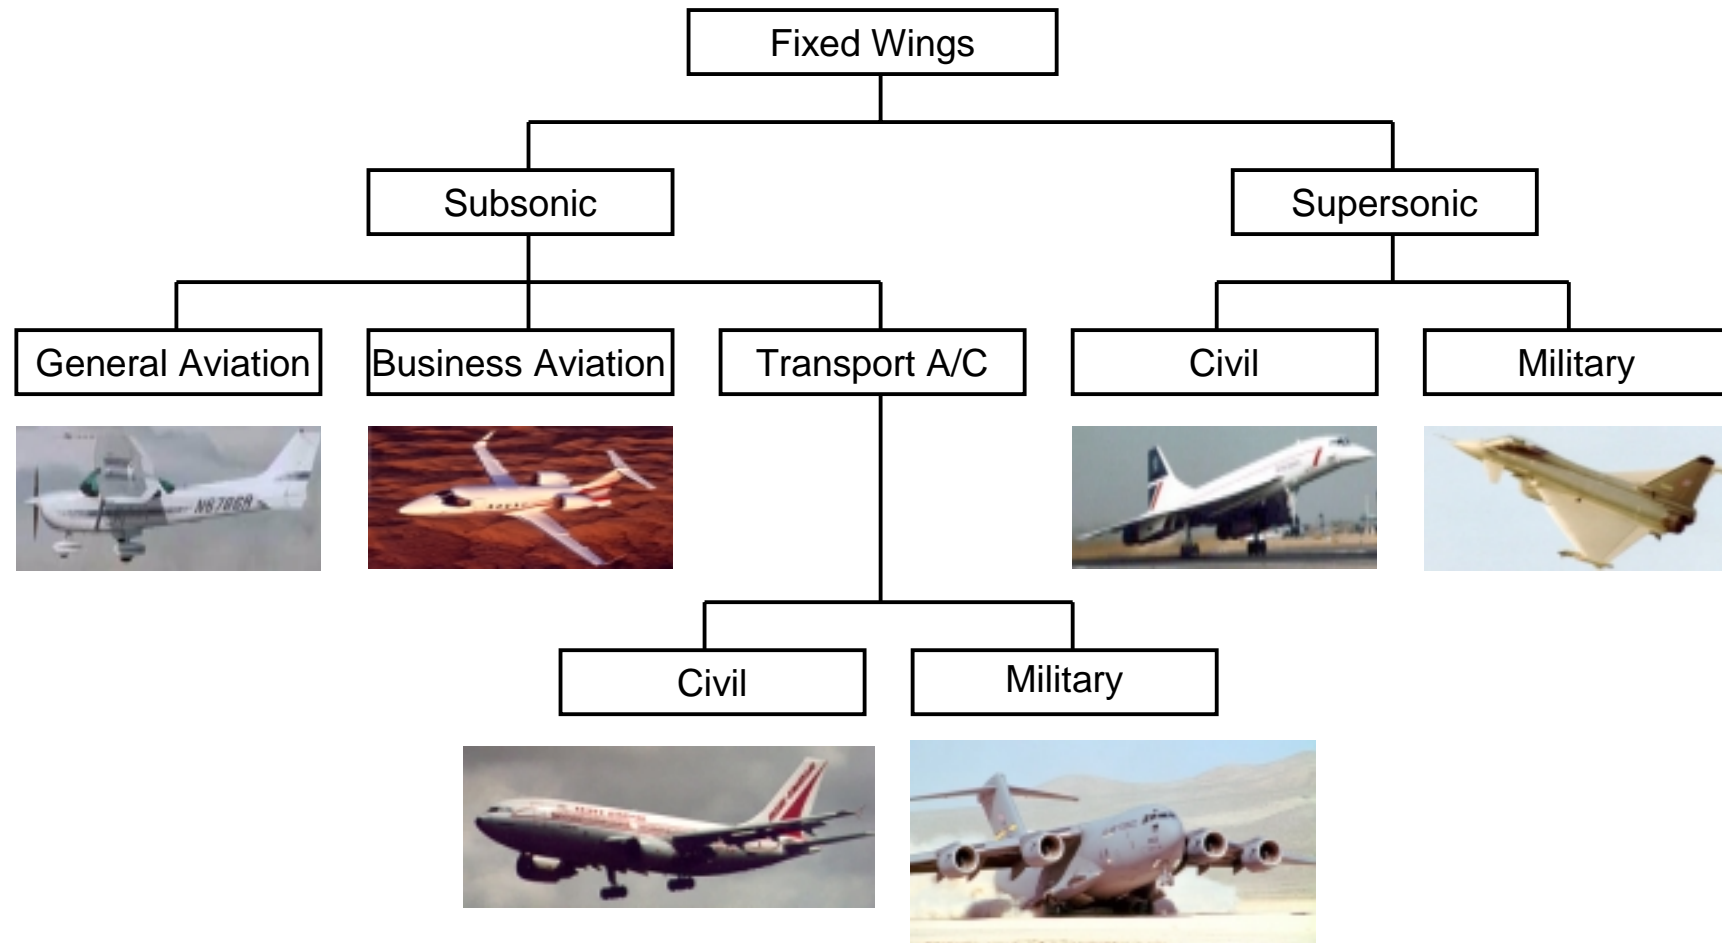 Fixed Wings
Subsonic
Supersonic
General Aviation
Business Aviation
Transport A/C
Civil
Military
Civil
Military